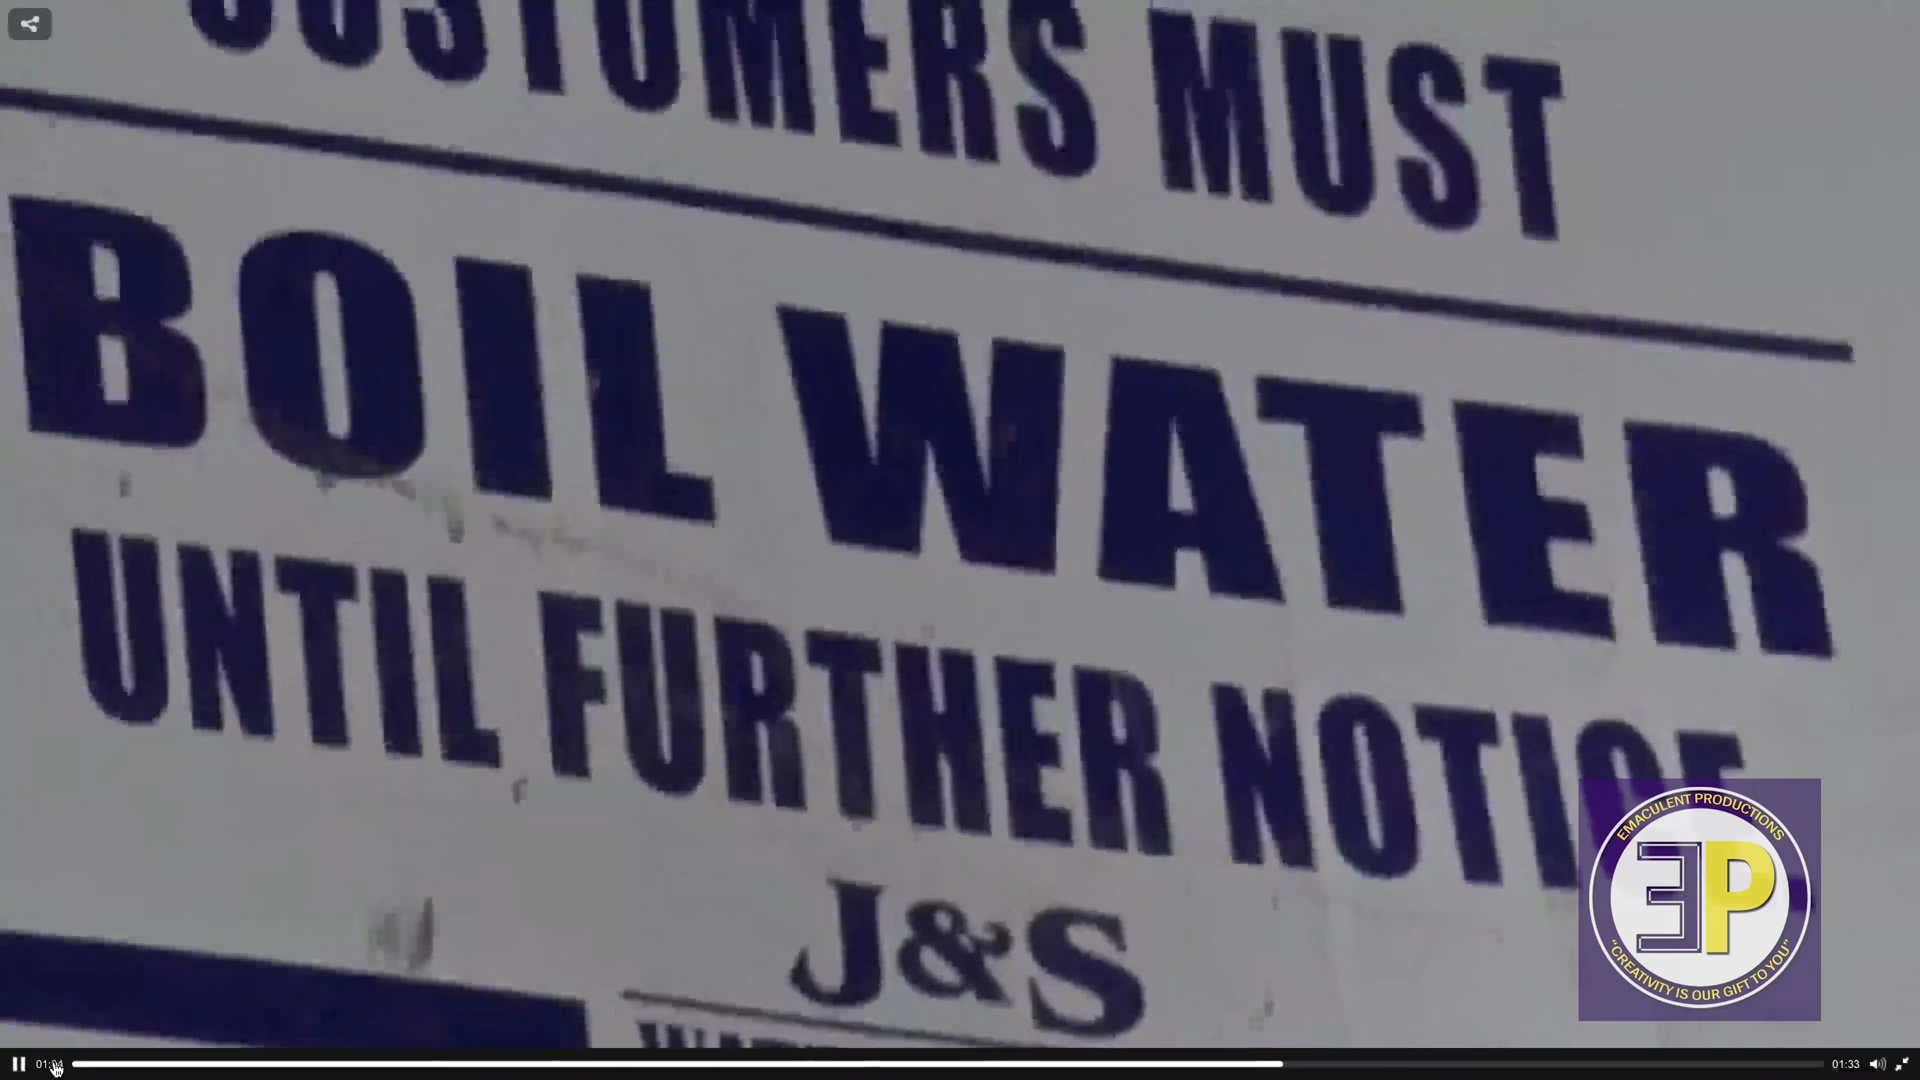 CUSTOMERS MUST
BOIL WATER
UNTIL FURTHER NOTICE
J&S
EMACULENT PRODUCTIONS
EP
"CREATIVITY IS OUR GIFT TO YOU"
01:33